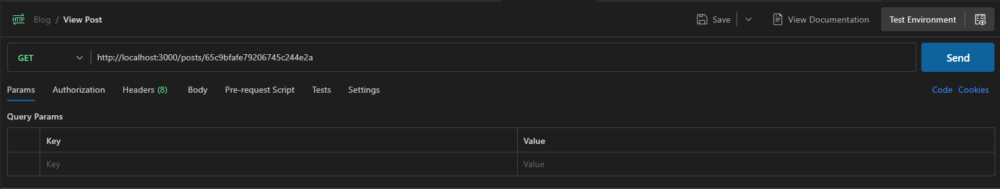 HTTP Blog / View Post Save View Documentation Test Environment
GET http://localhost:3000/posts/65c9bfafe79206745c244e2a Send
Params Authorization Headers (8) Body Pre-request Script Tests Settings Code Cookies
Query Params
Key Value
Key Value